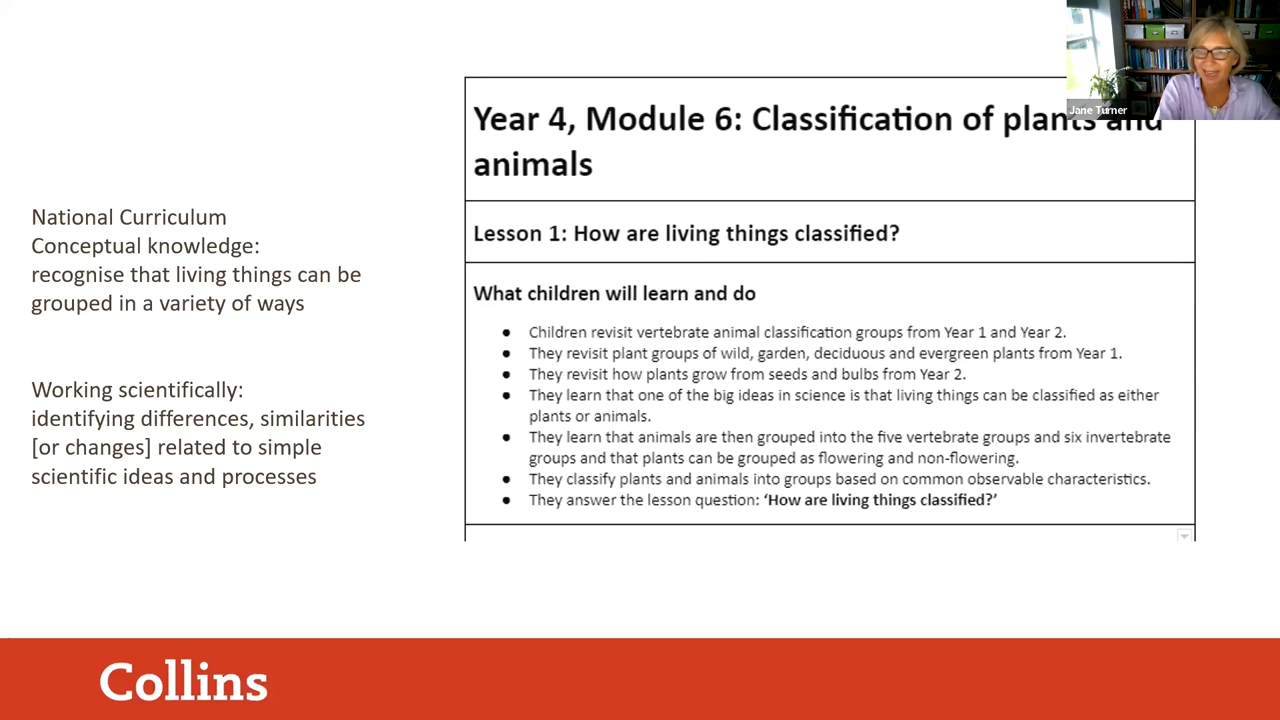 Jane Turner
Year 4, Module 6: Classification of plants and
animals
National Curriculum
Conceptual knowledge:
recognise that living things can be
grouped in a variety of ways
Working scientifically:
identifying differences, similarities
[or changes] related to simple
scientific ideas and processes
Lesson 1: How are living things classified?
What children will learn and do
● Children revisit vertebrate animal classification groups from Year 1 and Year 2.
● They revisit plant groups of wild, garden, deciduous and evergreen plants from Year 1.
● They revisit how plants grow from seeds and bulbs from Year 2.
● They learn that one of the big ideas in science is that living things can be classified as either
plants or animals.
● They learn that animals are then grouped into the five vertebrate groups and six invertebrate
groups and that plants can be grouped as flowering and non-flowering.
● They classify plants and animals into groups based on common observable characteristics.
● They answer the lesson question: ‘How are living things classified?’
Collins